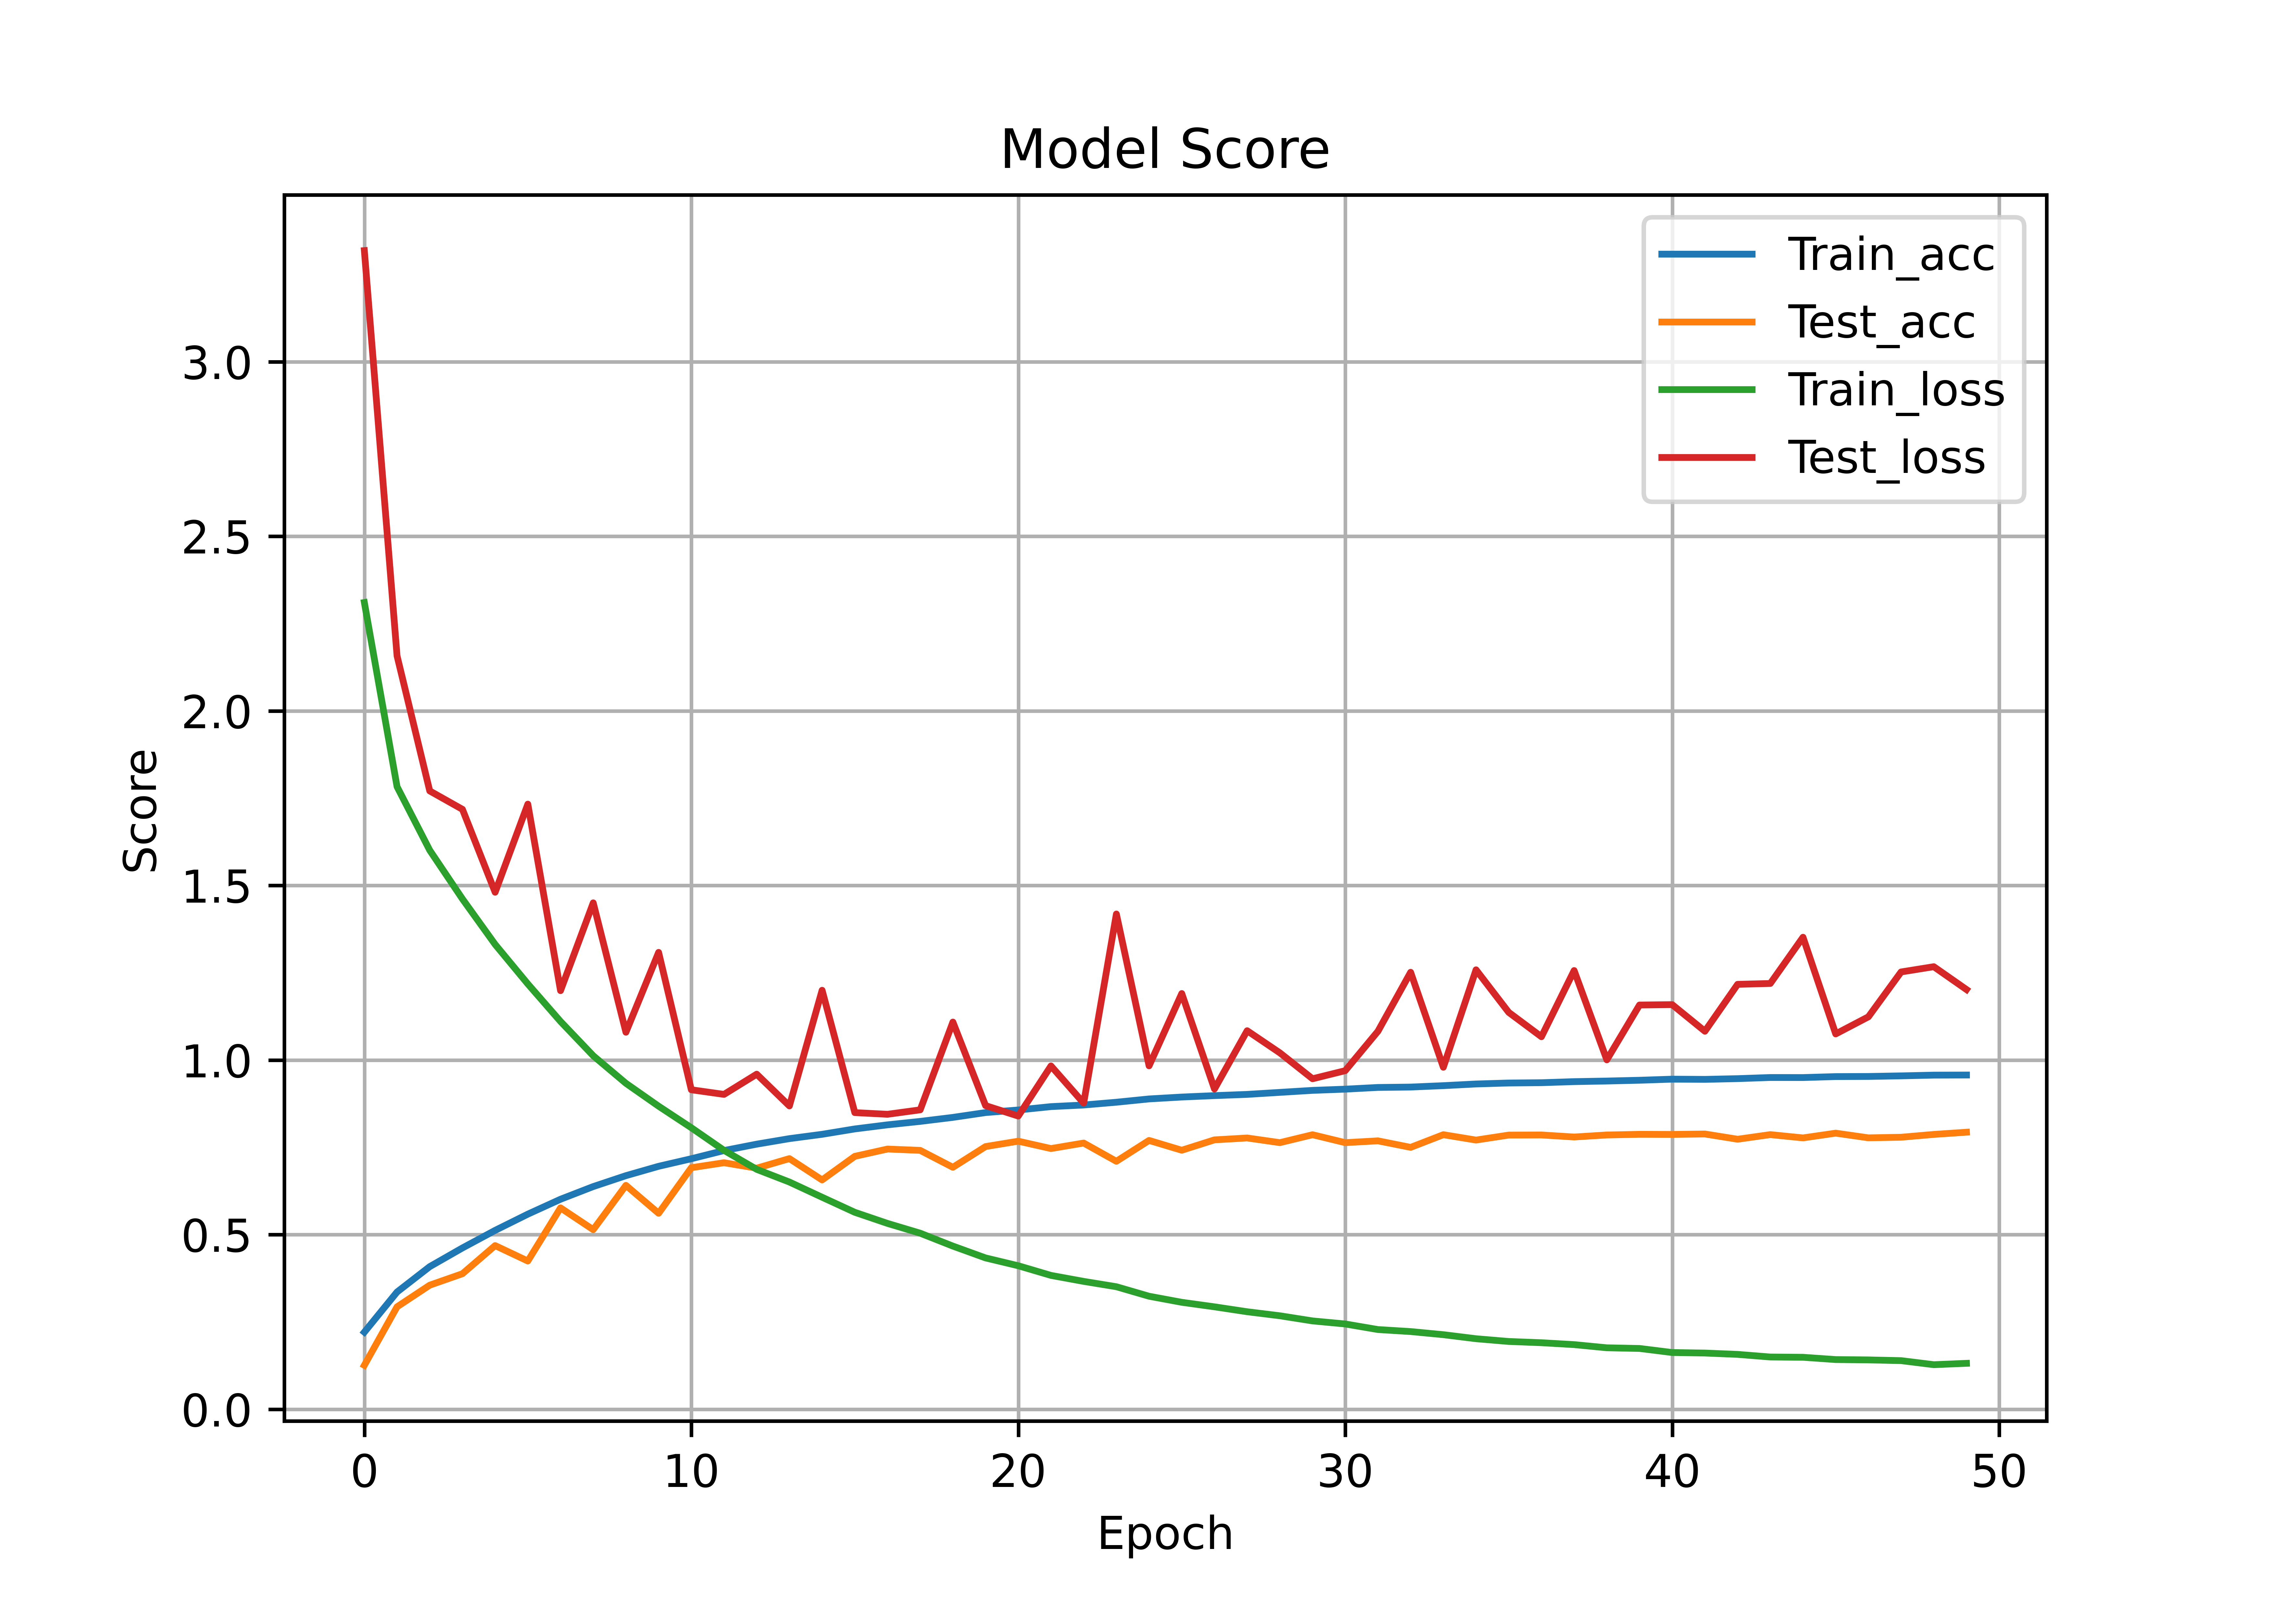 Model Score
Train_acc
Test_acc
Train_loss
Test_loss
3.0
2.5
2.0
1.5
1.0
0.5
0.0
Score
0 10 20 30 40 50
Epoch